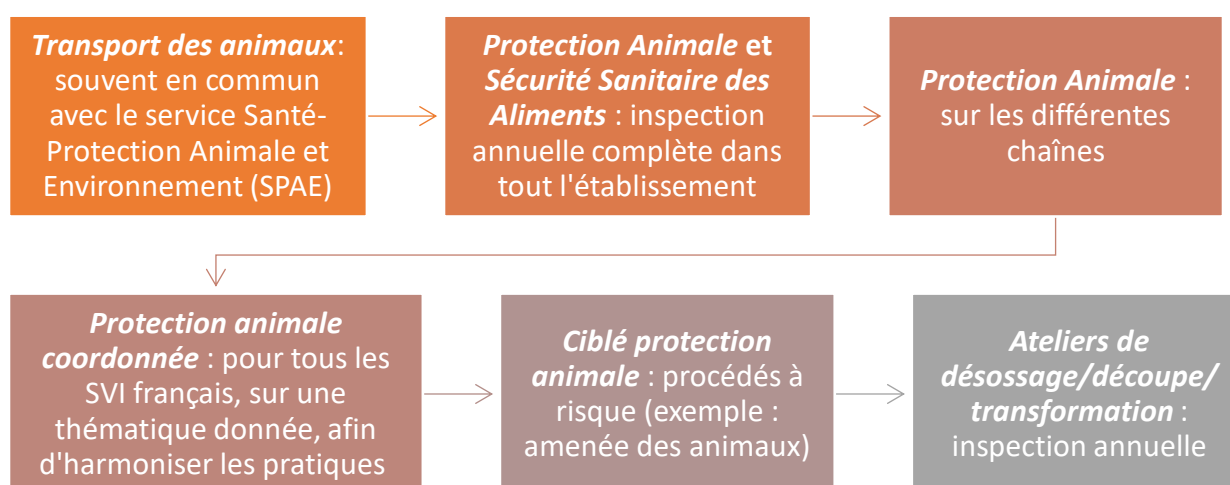 Transport des animaux:
souvent en commun
avec le service Santé-
Protection Animale et
Environnement (SPAE)
Protection Animale et
Sécurité Sanitaire des
Aliments : inspection
annuelle complète dans
tout l'établissement
Protection Animale :
sur les différentes
chaînes
Protection animale
coordonnée : pour tous les
SVI français, sur une
thématique donnée, afin
d'harmoniser les pratiques
Ciblé protection
animale : procédés à
risque (exemple :
amenée des animaux)
Ateliers de
désossage/découpe/
transformation :
inspection annuelle